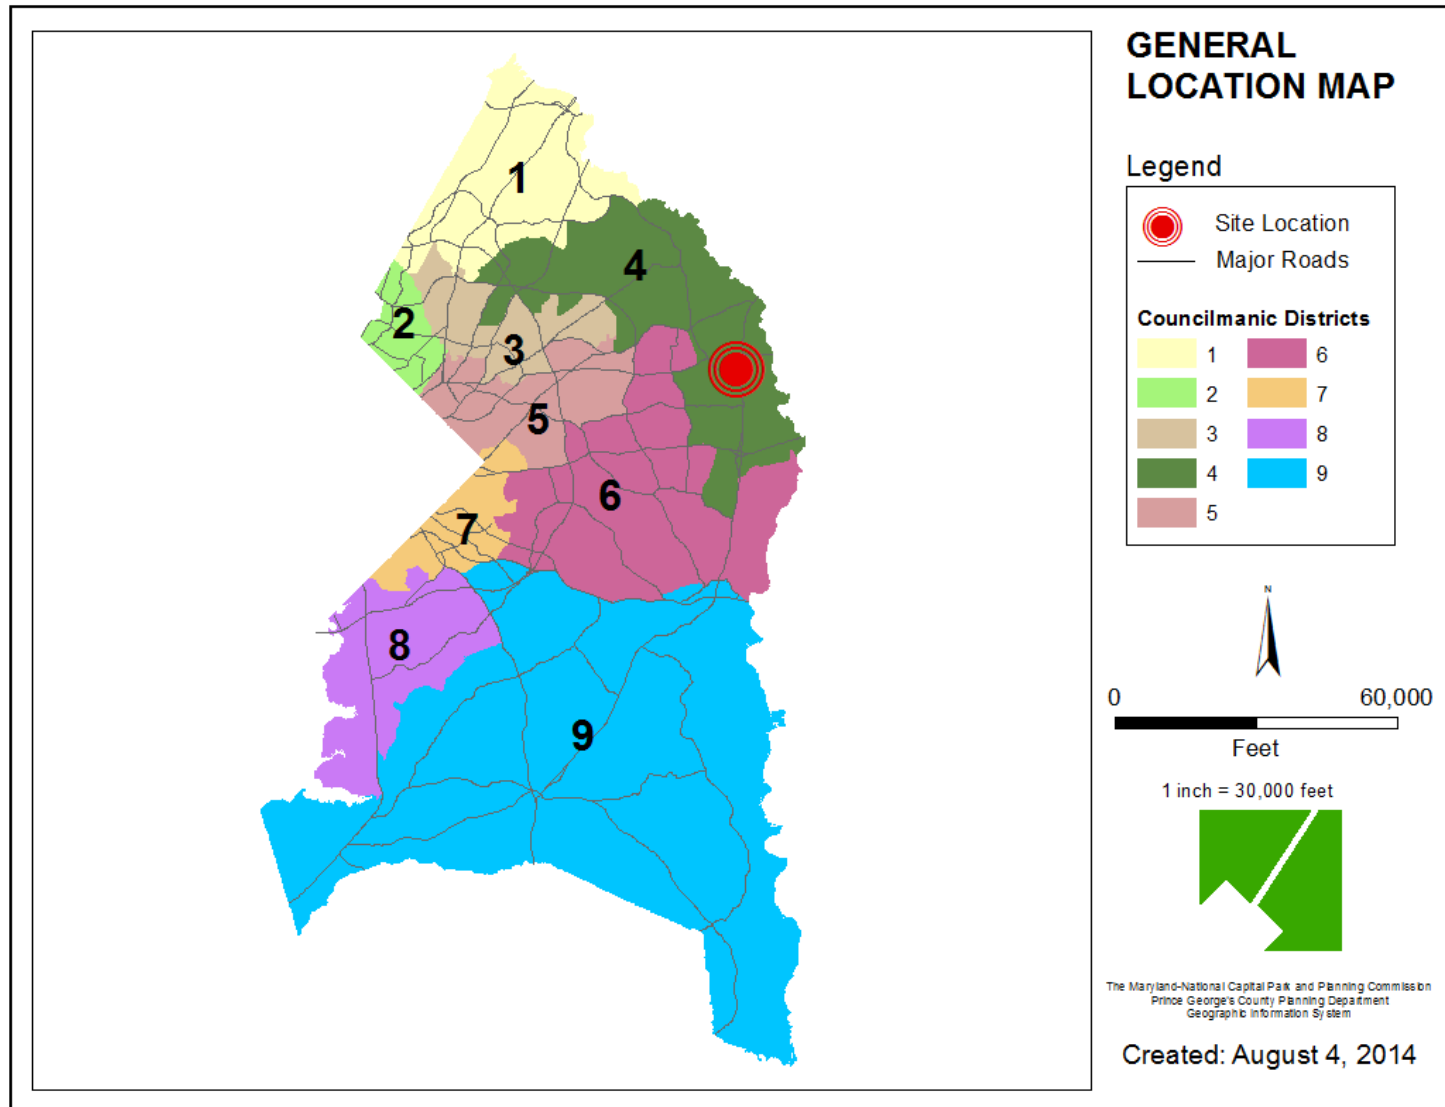 GENERAL
LOCATION MAP
Legend
Site Location
Major Roads
Councilmanic Districts
1 6
2 7
3 8
4 9
5
1
2
3
4
5
6
7
8
9
N
0 60,000
Feet
1 inch = 30,000 feet
The Maryland-National Capital Park and Planning Commission
Prince George's County Planning Department
Geographic Information System
Created: August 4, 2014